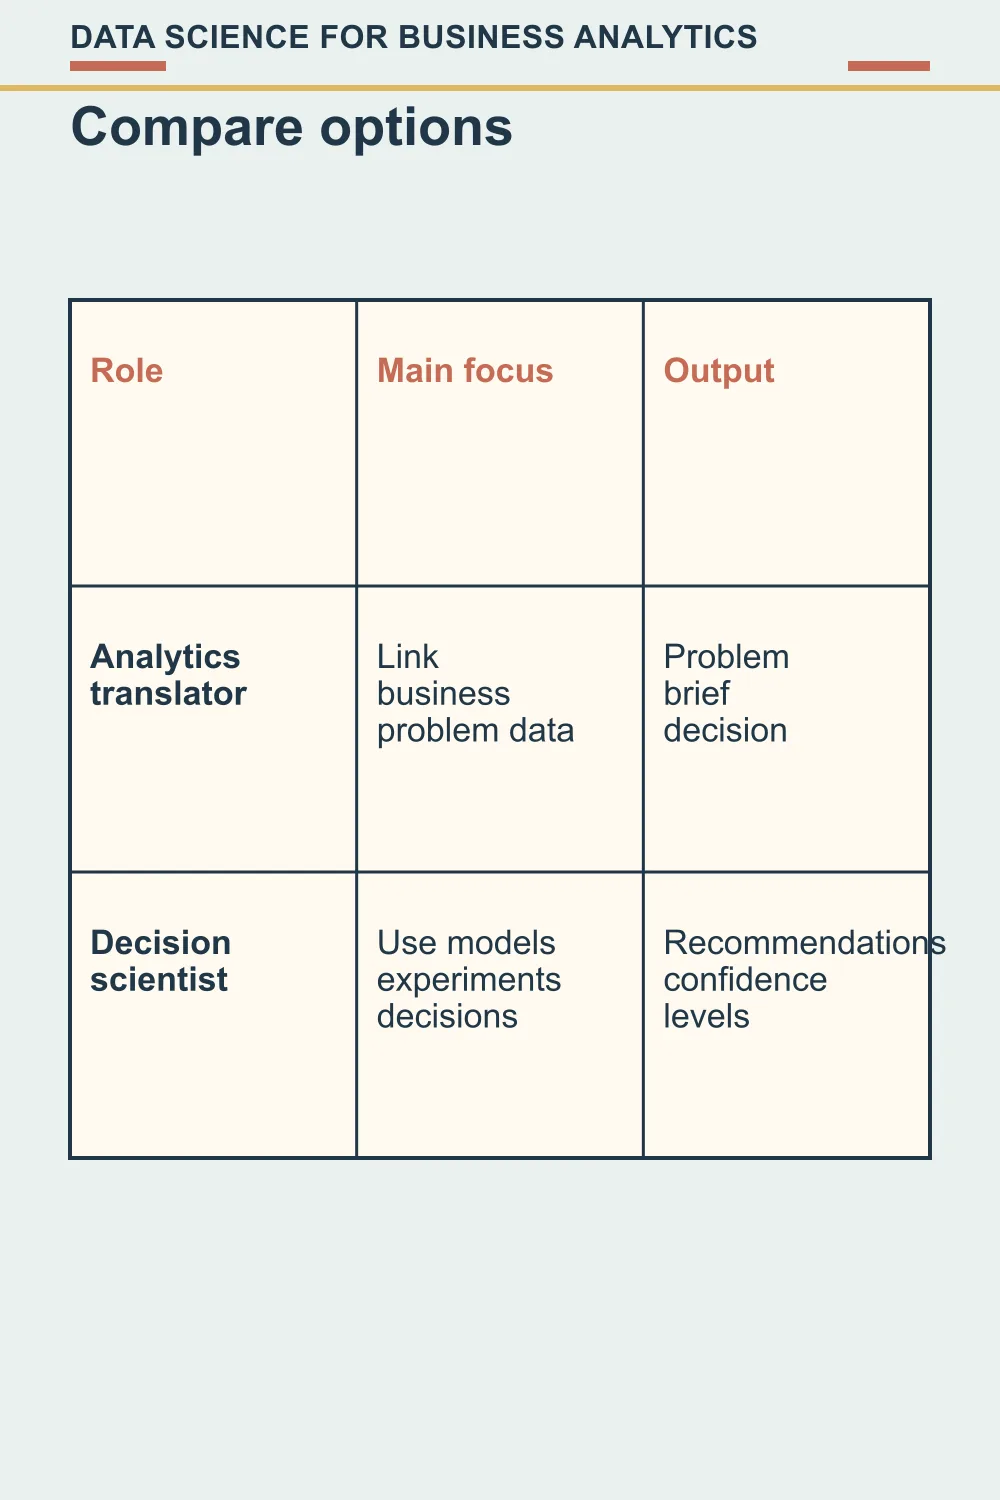 DATA SCIENCE FOR BUSINESS ANALYTICS
Compare options
Role
Main focus
Output
Analytics
translator
Link
business
problem data
Problem
brief
decision
Decision
scientist
Use models
experiments
decisions
Recommendations
confidence
levels